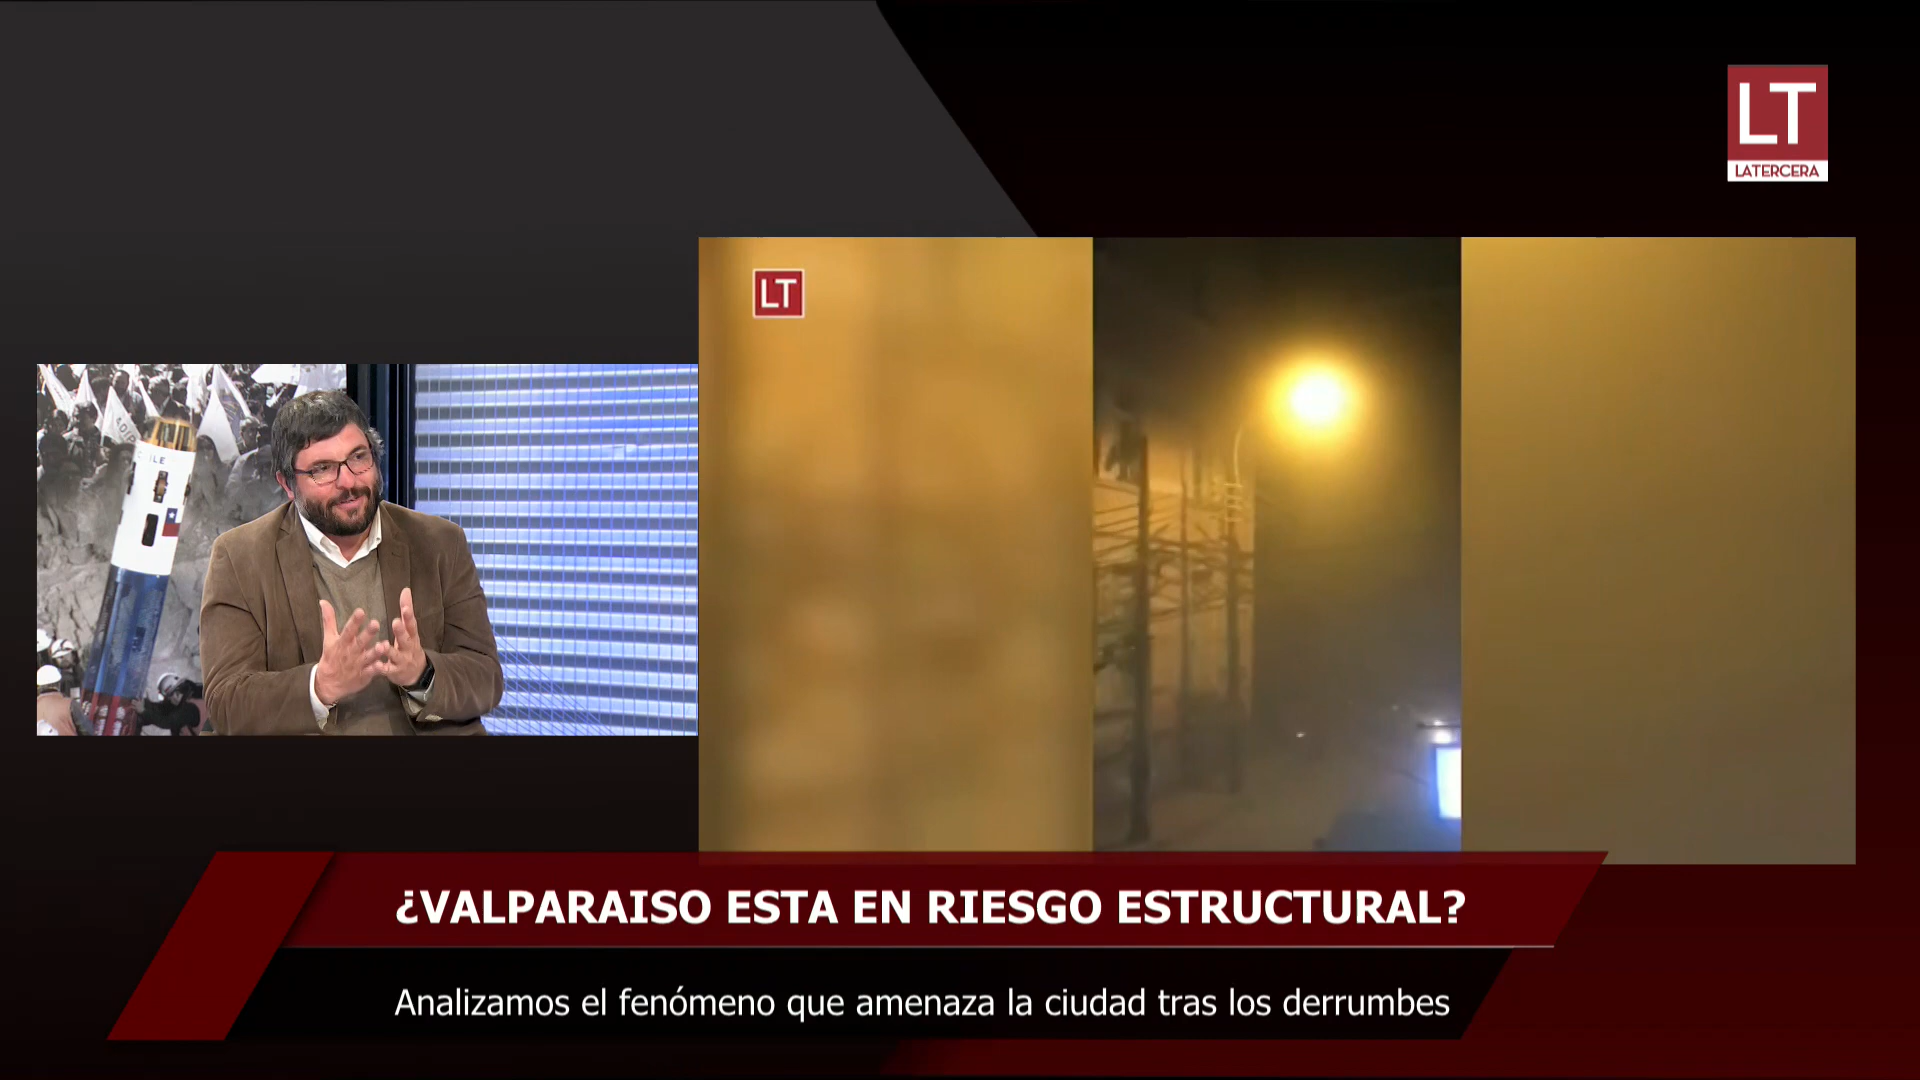 LT
LATERCERA
LT
¿VALPARAISO ESTA EN RIESGO ESTRUCTURAL?
Analizamos el fenómeno que amenaza la ciudad tras los derrumbes